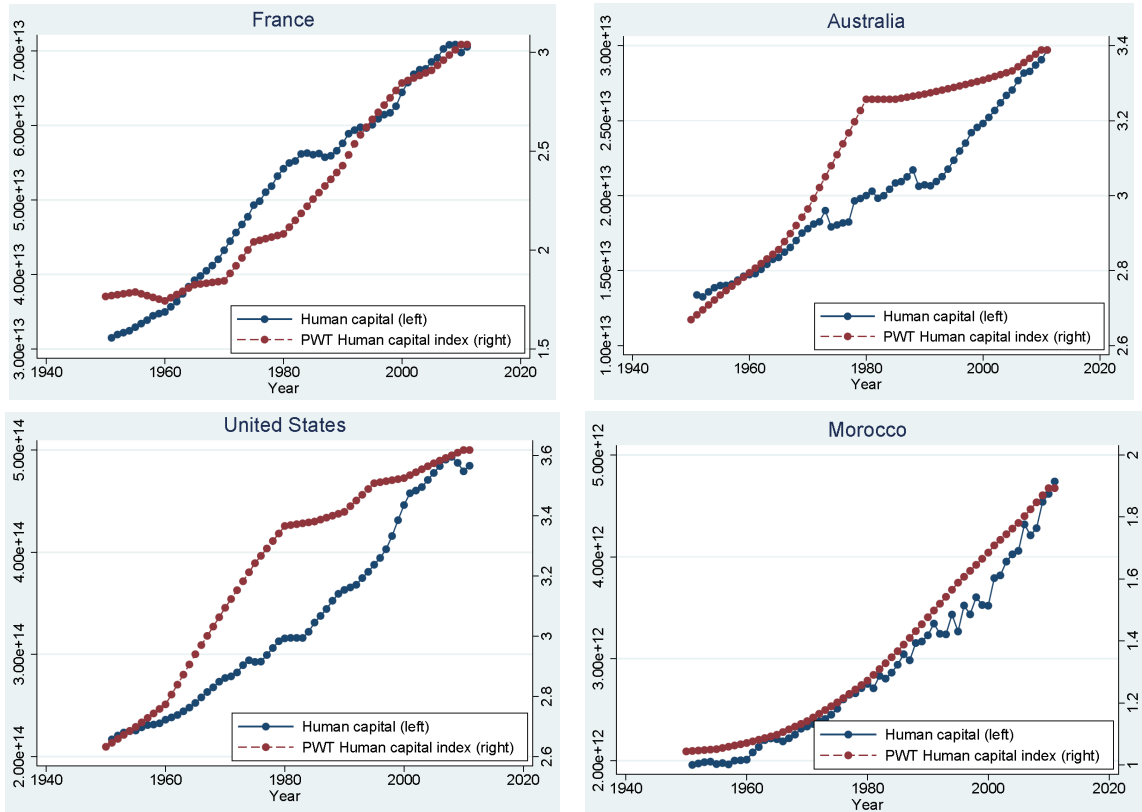 France
7.00e+13
6.00e+13
5.00e+13
4.00e+13
3.00e+13
3
2.5
2
1.5
Human capital (left)
PWT Human capital index (right)
1940
1960
1980
2000
2020
Year
Australia
3.00e+13
2.50e+13
2.00e+13
1.50e+13
1.00e+13
3.4
3.2
3
2.8
2.6
Human capital (left)
PWT Human capital index (right)
1940
1960
1980
2000
2020
Year
United States
5.00e+14
4.00e+14
3.00e+14
2.00e+14
3.6
3.4
3.2
3
2.8
2.6
Human capital (left)
PWT Human capital index (right)
1940
1960
1980
2000
2020
Year
Morocco
5.00e+12
4.00e+12
3.00e+12
2.00e+12
2
1.8
1.6
1.4
1.2
1
Human capital (left)
PWT Human capital index (right)
1940
1960
1980
2000
2020
Year